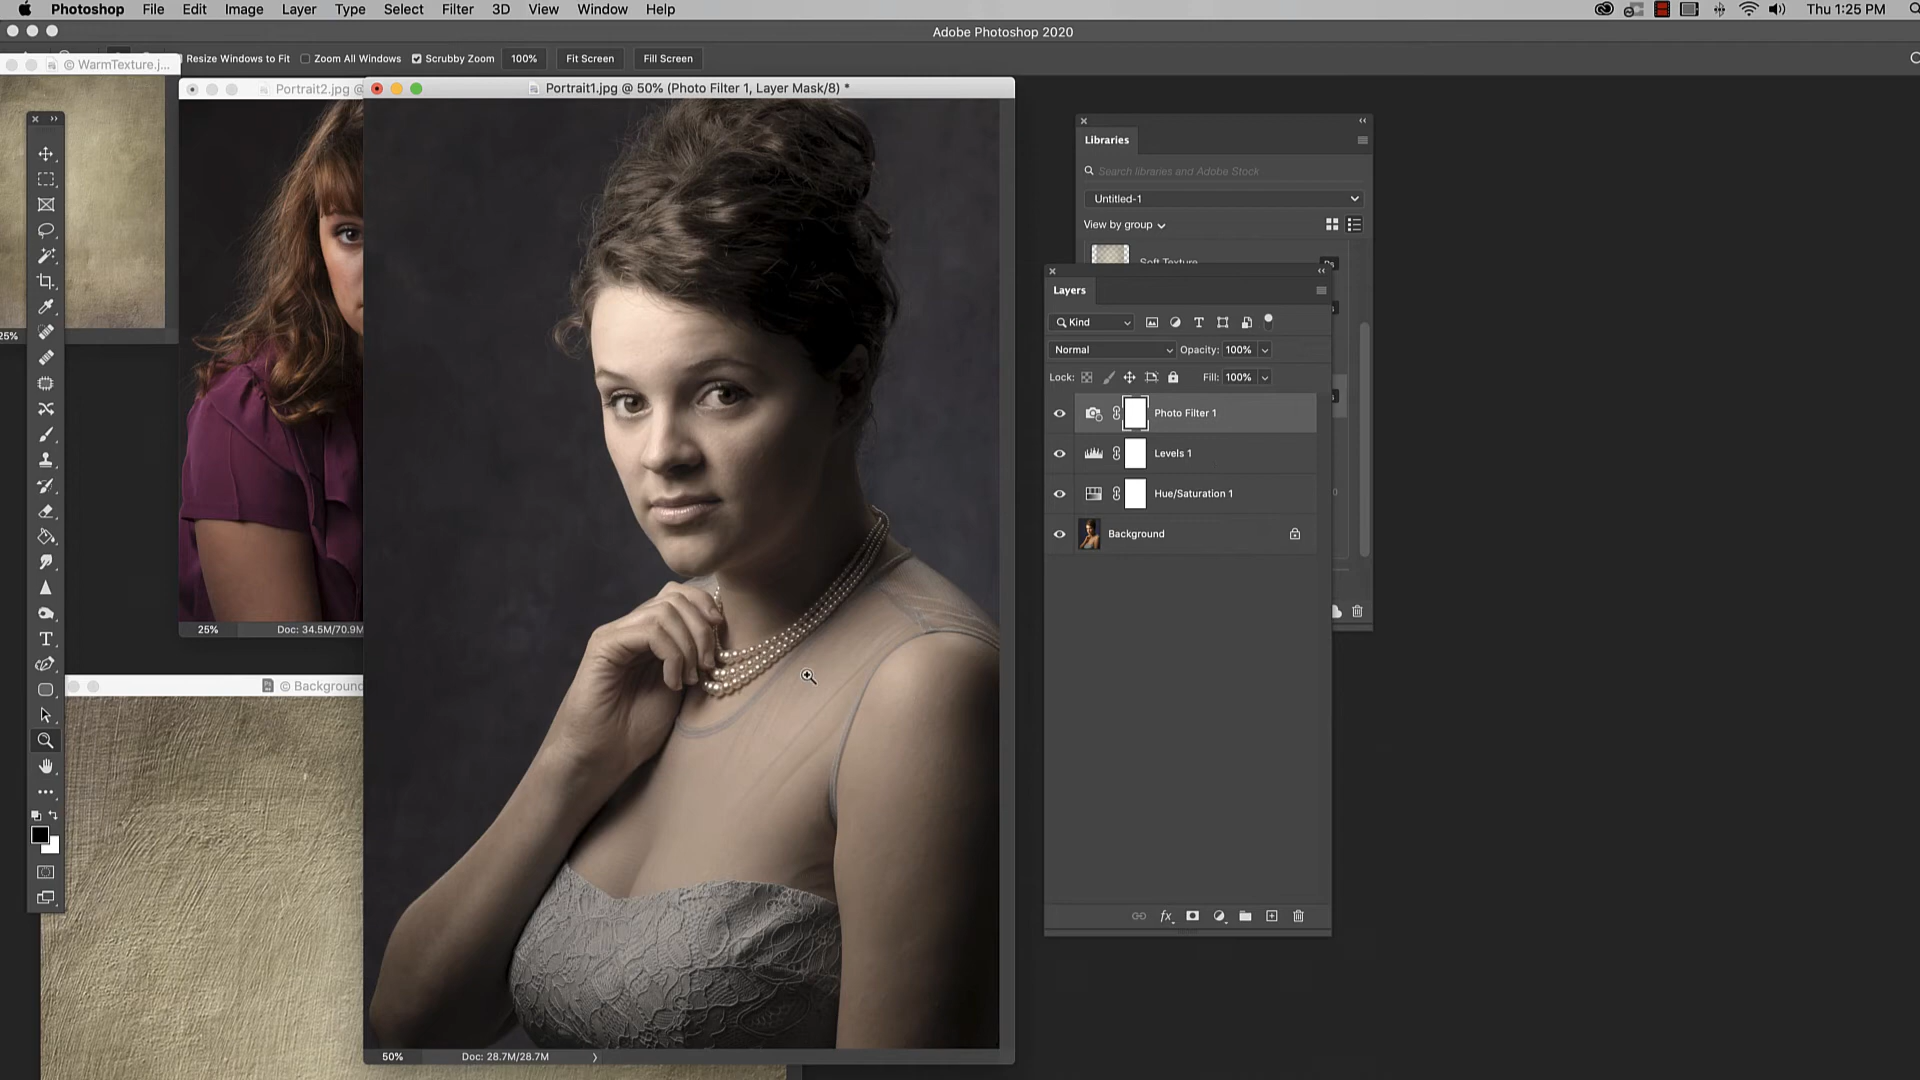 Photoshop File Edit Image Layer Type Select Filter 3D View Window Help Thu 1:25 PM
Adobe Photoshop 2020
Resize Windows to Fit Zoom All Windows Scrubby Zoom 100% Fit Screen Fill Screen
© WarmTexture.j...
Portrait2.jpg @
Portrait1.jpg @ 50% (Photo Filter 1, Layer Mask/8) *
Libraries
Search libraries and Adobe Stock
Untitled-1
View by group
Soft Texture
Layers
Kind
Normal Opacity: 100%
Lock: Fill: 100%
Photo Filter 1
Levels 1
Hue/Saturation 1
Background
25%
25% Doc: 34.5M/70.9M
© Background
50% Doc: 28.7M/28.7M